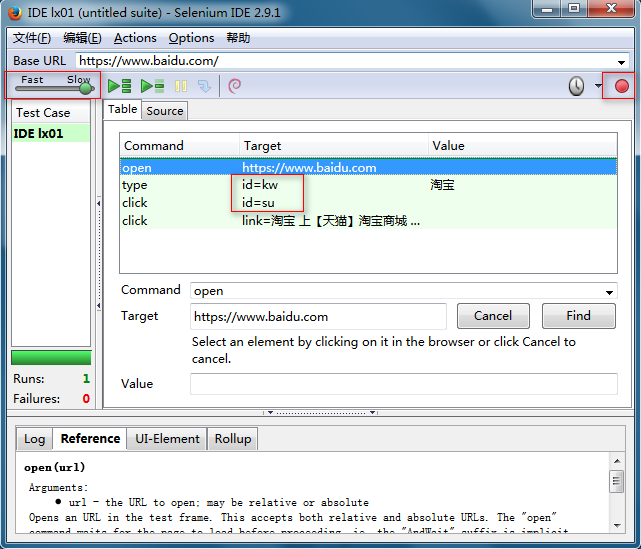 IDE lx01 (untitled suite) - Selenium IDE 2.9.1
文件(F) 编辑(E) Actions Options 帮助
Base URL https://www.baidu.com/
Fast Slow
Test Case
IDE lx01
Table Source
Command Target Value
open https://www.baidu.com
type id=kw 淘宝
click id=su
click link=淘宝 上【天猫】淘宝商城 ...
Command open
Target https://www.baidu.com Cancel Find
Select an element by clicking on it in the browser or click Cancel to
cancel.
Value
Runs: 1
Failures: 0
Log Reference UI-Element Rollup
open(url)
Arguments:
● url - the URL to open; may be relative or absolute
Opens an URL in the test frame. This accepts both relative and absolute URLs. The "open"
command waits for the page to load before proceeding, ie. the "AndWait" suffix is implicit